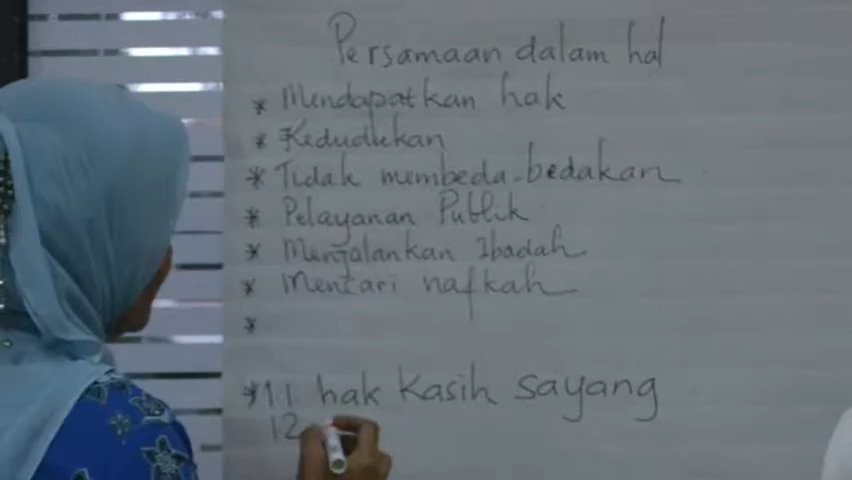 Persamaan dalam hal
* Mendapatkan hak
* Kedudukan
* Tidak membeda-bedakan
* Pelayanan Publik
* Menjalankan Ibadah
* Mencari nafkah
*
*11. hak kasih sayang
12